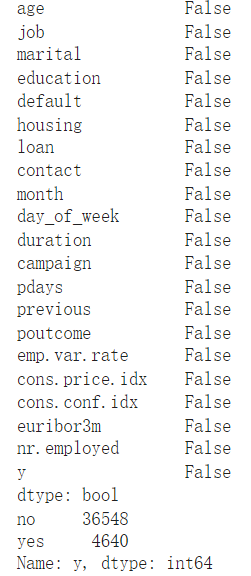 age False
job False
marital False
education False
default False
housing False
loan False
contact False
month False
day_of_week False
duration False
campaign False
pdays False
previous False
poutcome False
emp.var.rate False
cons.price.idx False
cons.conf.idx False
euribor3m False
nr.employed False
y False
dtype: bool
no 36548
yes 4640
Name: y, dtype: int64